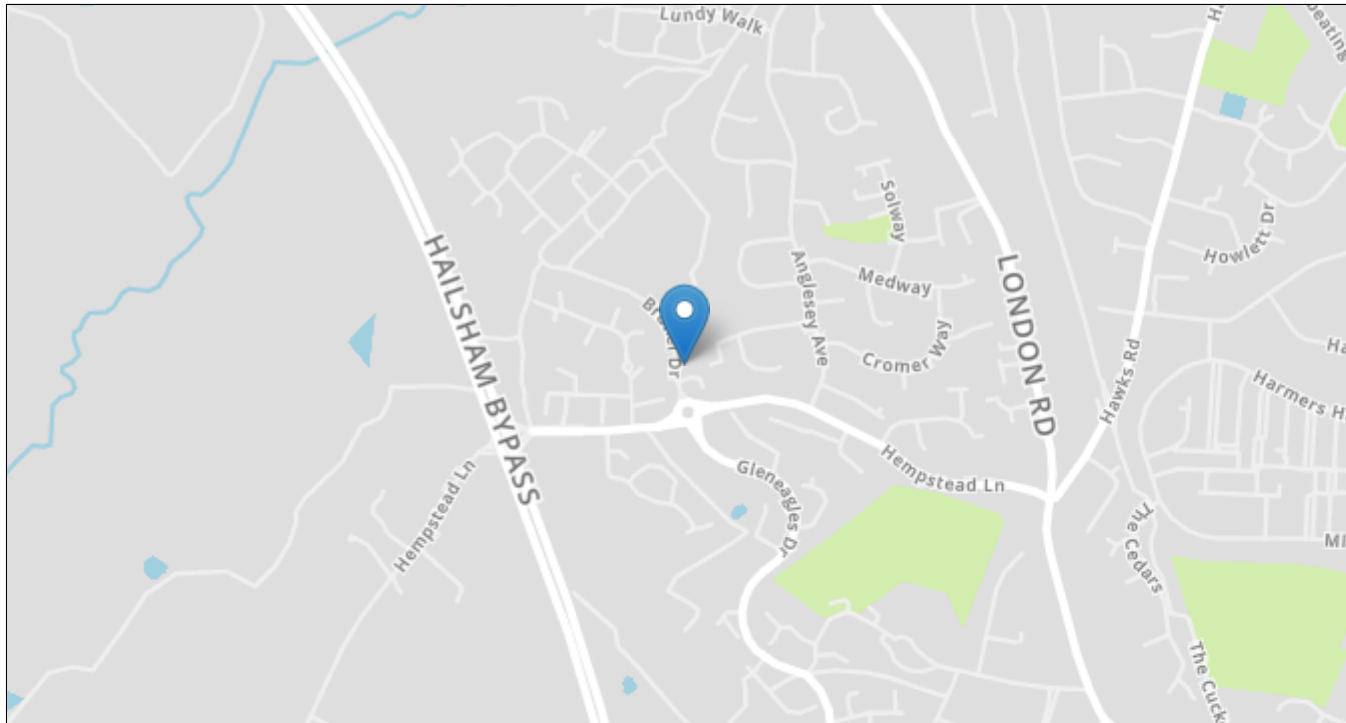 Lundy Walk
Solway
Howlett Dr
HAILSHAM BYPASS
Anglesey Ave
Medway
LONDON RD
Cromer Way
Hawks Rd
Dr
Hempstead Ln
Gleneagles Dr
Hempstead Ln
The Cedars